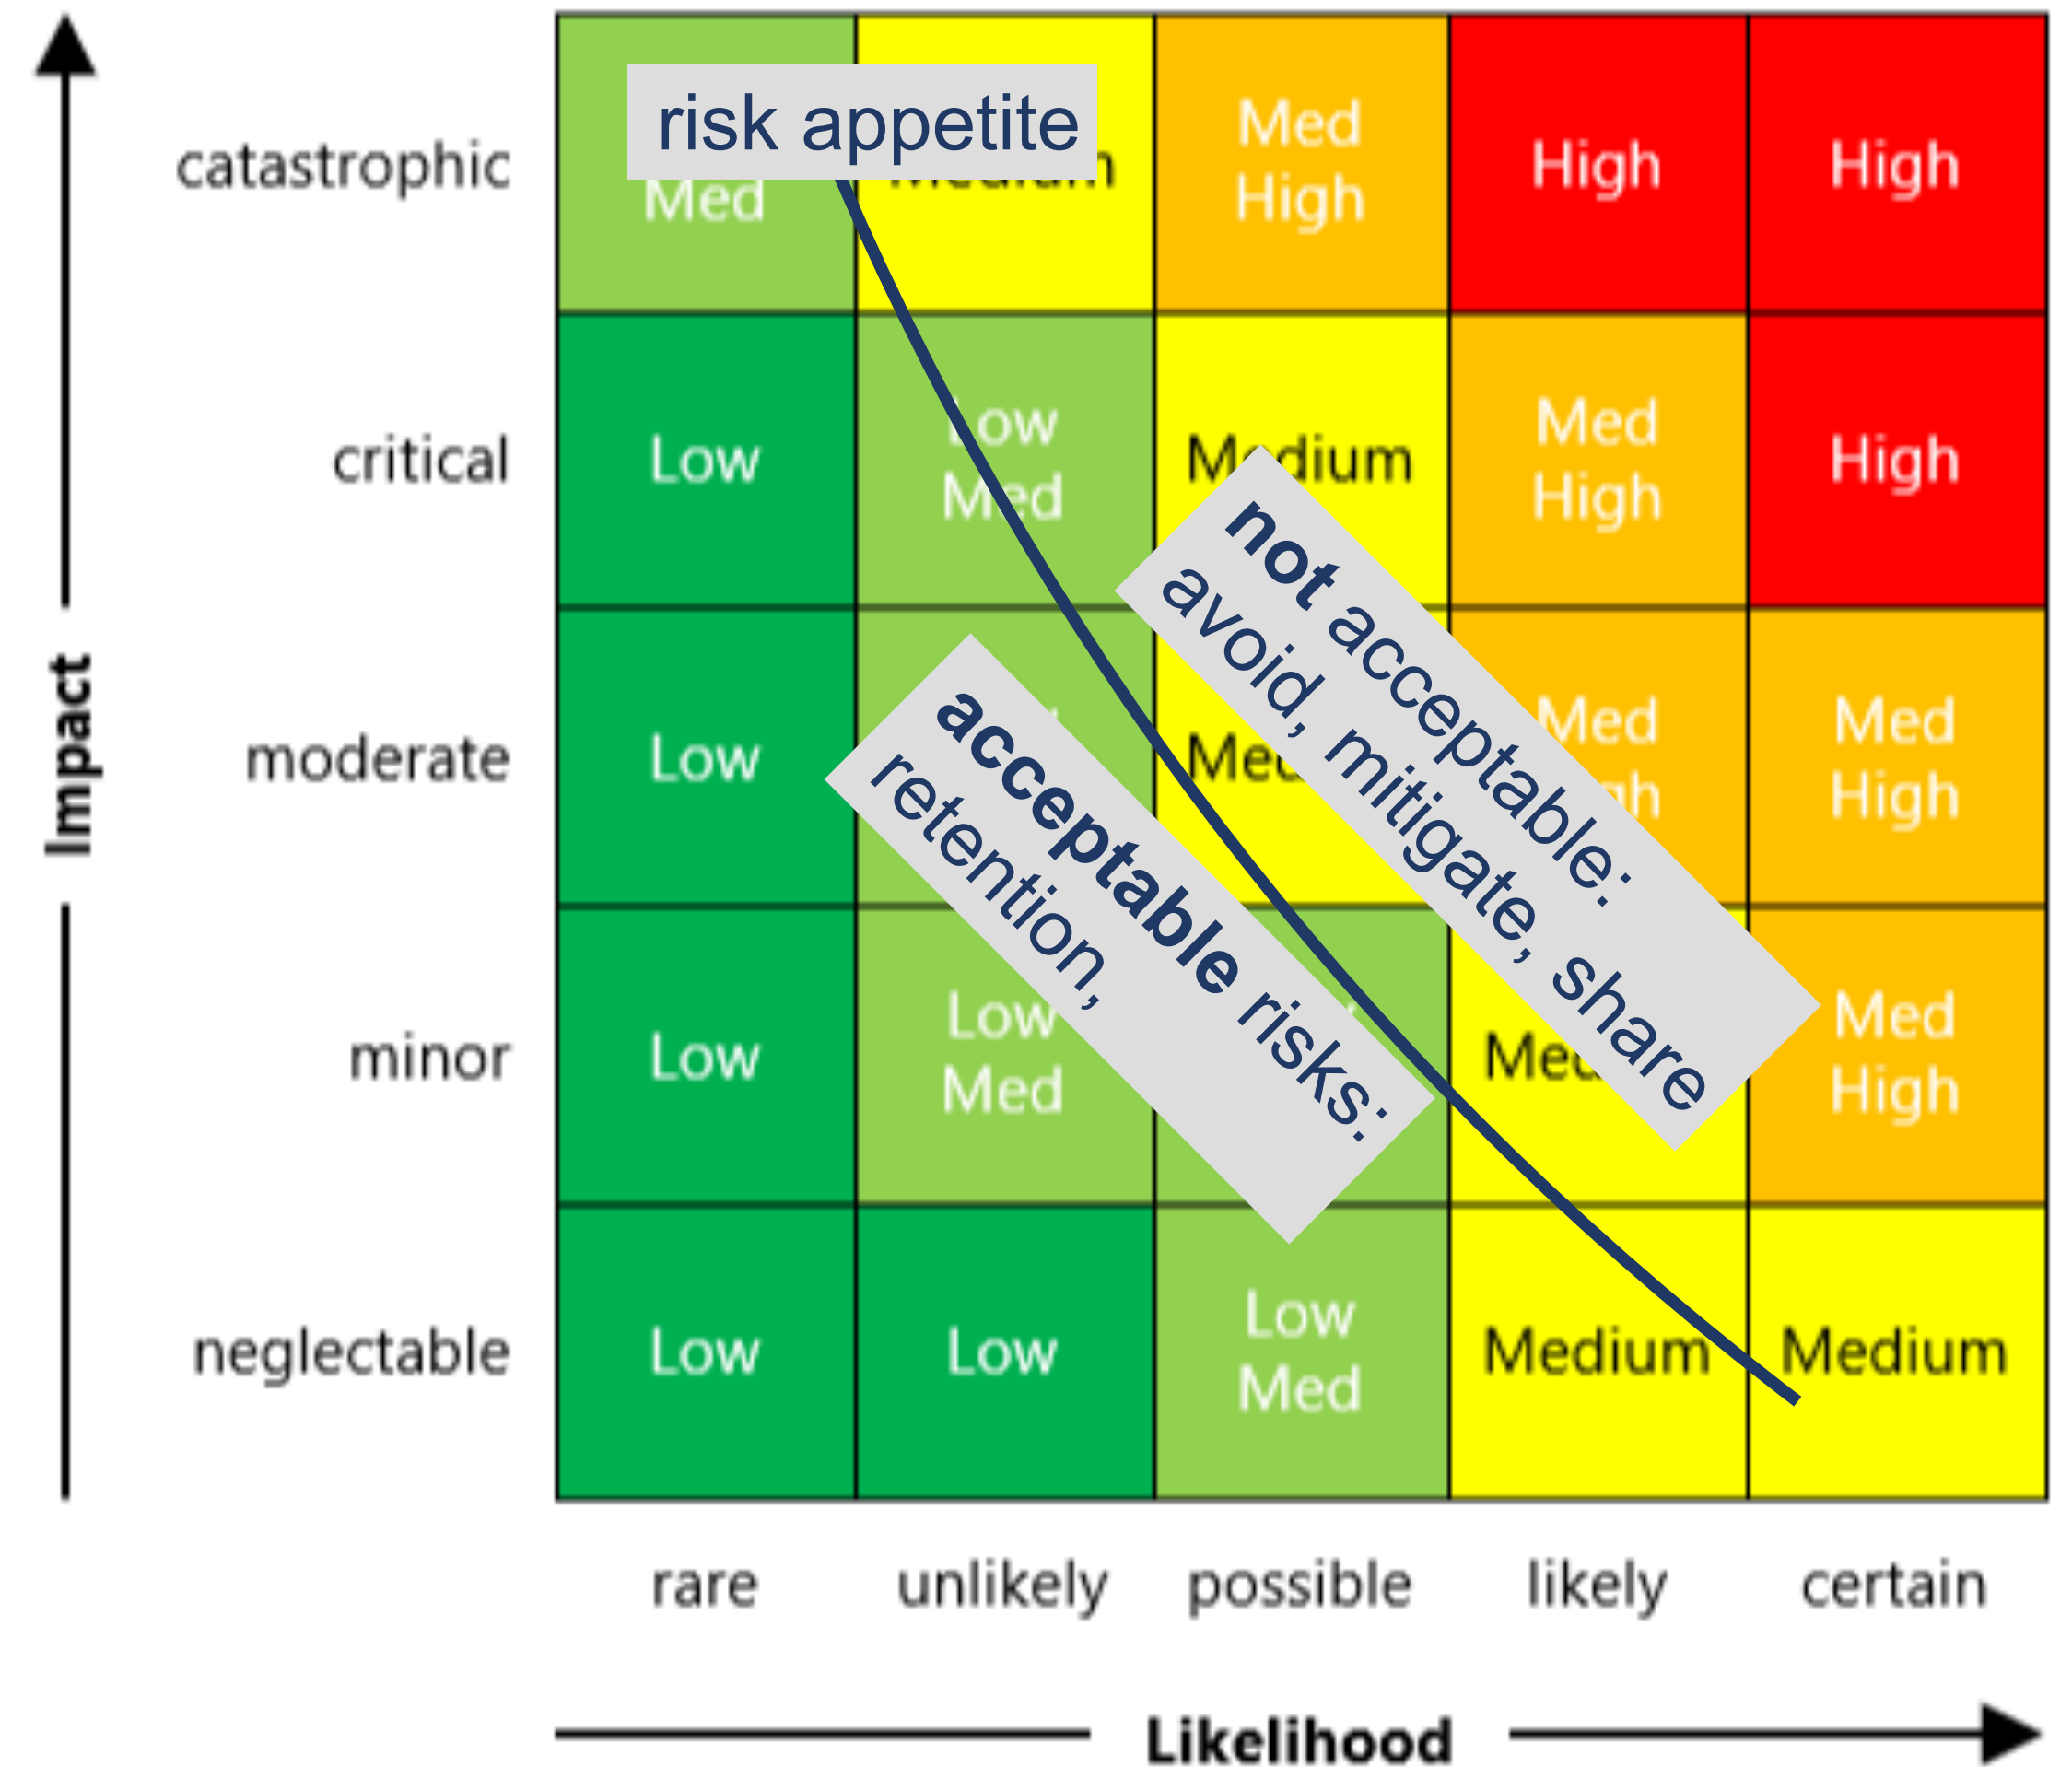 risk appetite
catastrophic
Med
Medium
Med
High
High
High
critical
Low
Low
Med
Medium
Med
High
High
not acceptable:
avoid, mitigate, share
Impact
moderate
Low
acceptable risks:
retention,
Med
Med
High
Med
High
minor
Low
Low
Med
Med
Med
High
neglectable
Low
Low
Low
Med
Medium
Medium
rare
unlikely
possible
likely
certain
Likelihood